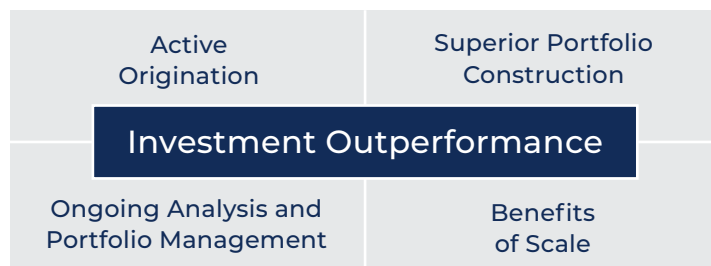 Active
Origination
Superior Portfolio
Construction
Investment Outperformance
Ongoing Analysis and
Portfolio Management
Benefits
of Scale